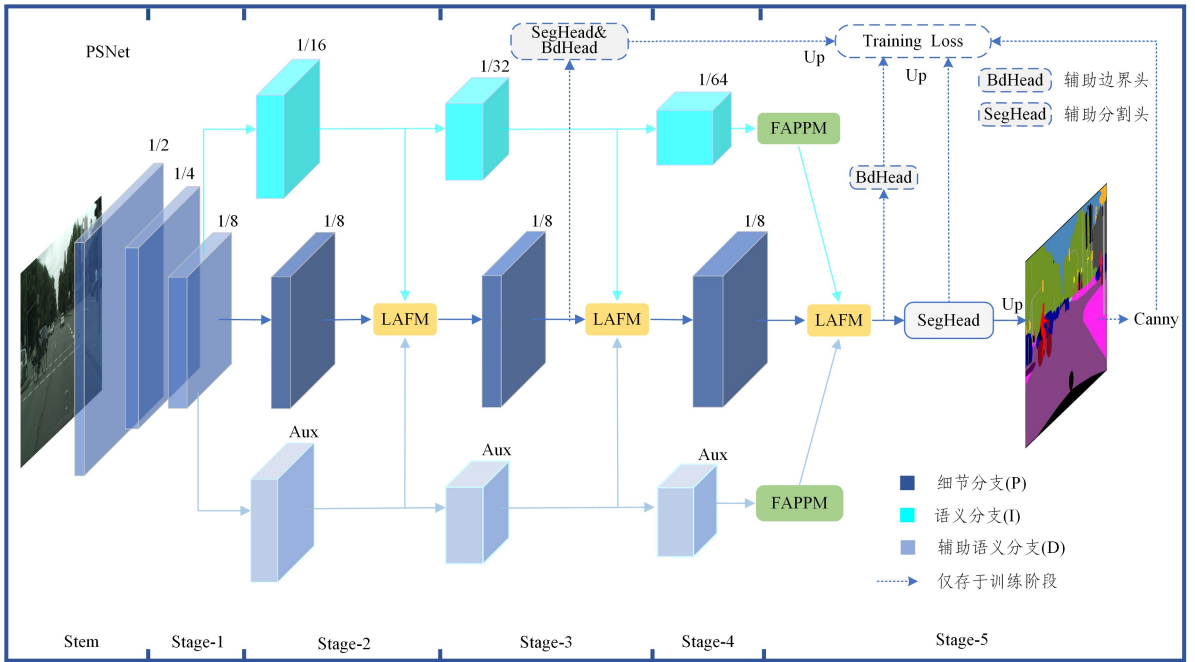 PSNet
1/16
SegHead&
BdHead
Training Loss
Up
Up
1/32
1/64
BdHead
辅助边界头
SegHead
辅助分割头
FAPPM
1/2
1/4
BdHead
1/8
1/8
1/8
1/8
LAFM
LAFM
LAFM
SegHead
Up
Canny
Aux
Aux
Aux
FAPPM
细节分支(P)
语义分支(I)
辅助语义分支(D)
仅存于训练阶段
Stem
Stage-1
Stage-2
Stage-3
Stage-4
Stage-5